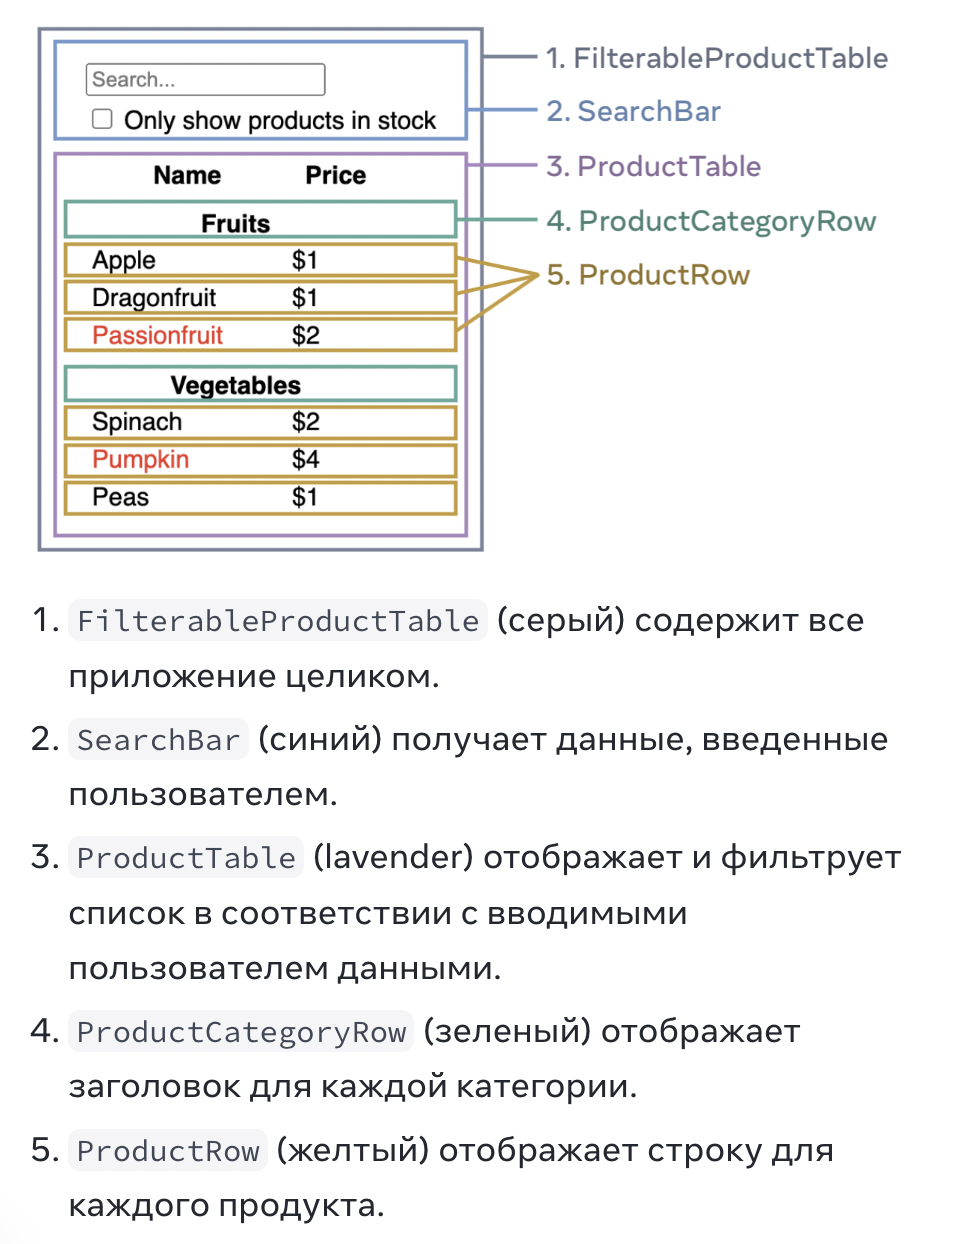 Search...
Only show products in stock
Name Price
Fruits
Apple $1
Dragonfruit $1
Passionfruit $2
Vegetables
Spinach $2
Pumpkin $4
Peas $1
1. FilterableProductTable
2. SearchBar
3. ProductTable
4. ProductCategoryRow
5. ProductRow
1. FilterableProductTable (серый) содержит все
приложение целиком.
2. SearchBar (синий) получает данные, введенные
пользователем.
3. ProductTable (lavender) отображает и фильтрует
список в соответствии с вводимыми
пользователем данными.
4. ProductCategoryRow (зеленый) отображает
заголовок для каждой категории.
5. ProductRow (желтый) отображает строку для
каждого продукта.